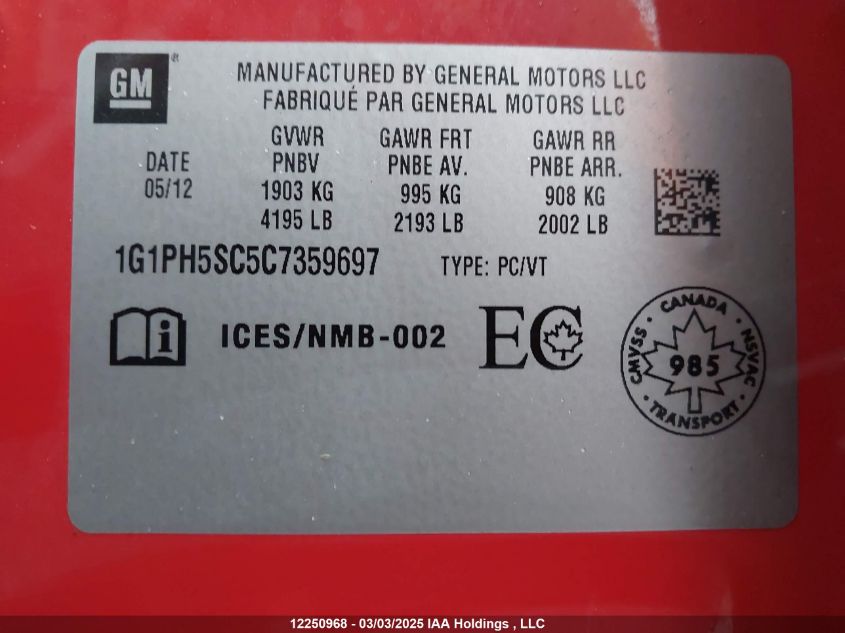 GM
MANUFACTURED BY GENERAL MOTORS LLC
FABRIQUÉ PAR GENERAL MOTORS LLC
DATE
05/12
GVWR
PNBV
1903 KG
4195 LB
GAWR FRT
PNBE AV.
995 KG
2193 LB
GAWR RR
PNBE ARR.
908 KG
2002 LB
1G1PH5SC5C7359697 TYPE: PC/VT
i ICES/NMB-002 EC
CANADA
CMVSS · NSVAC
985
TRANSPORT
12250968 - 03/03/2025 IAA Holdings , LLC